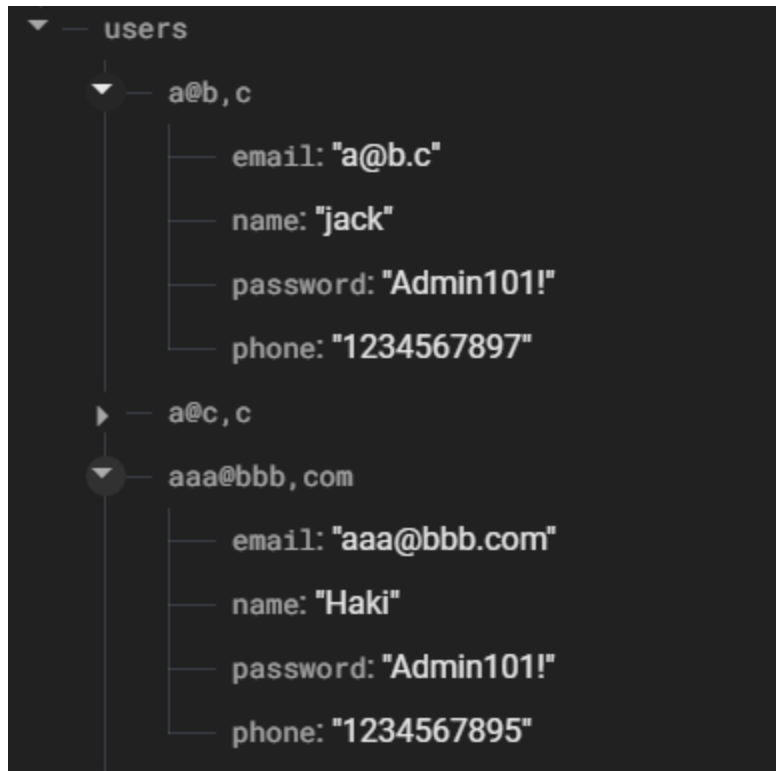 users
a@b,c
email: "a@b.c"
name: "jack"
password: "Admin101!"
phone: "1234567897"
a@c,c
aaa@bbb,com
email: "aaa@bbb.com"
name: "Haki"
password: "Admin101!"
phone: "1234567895"